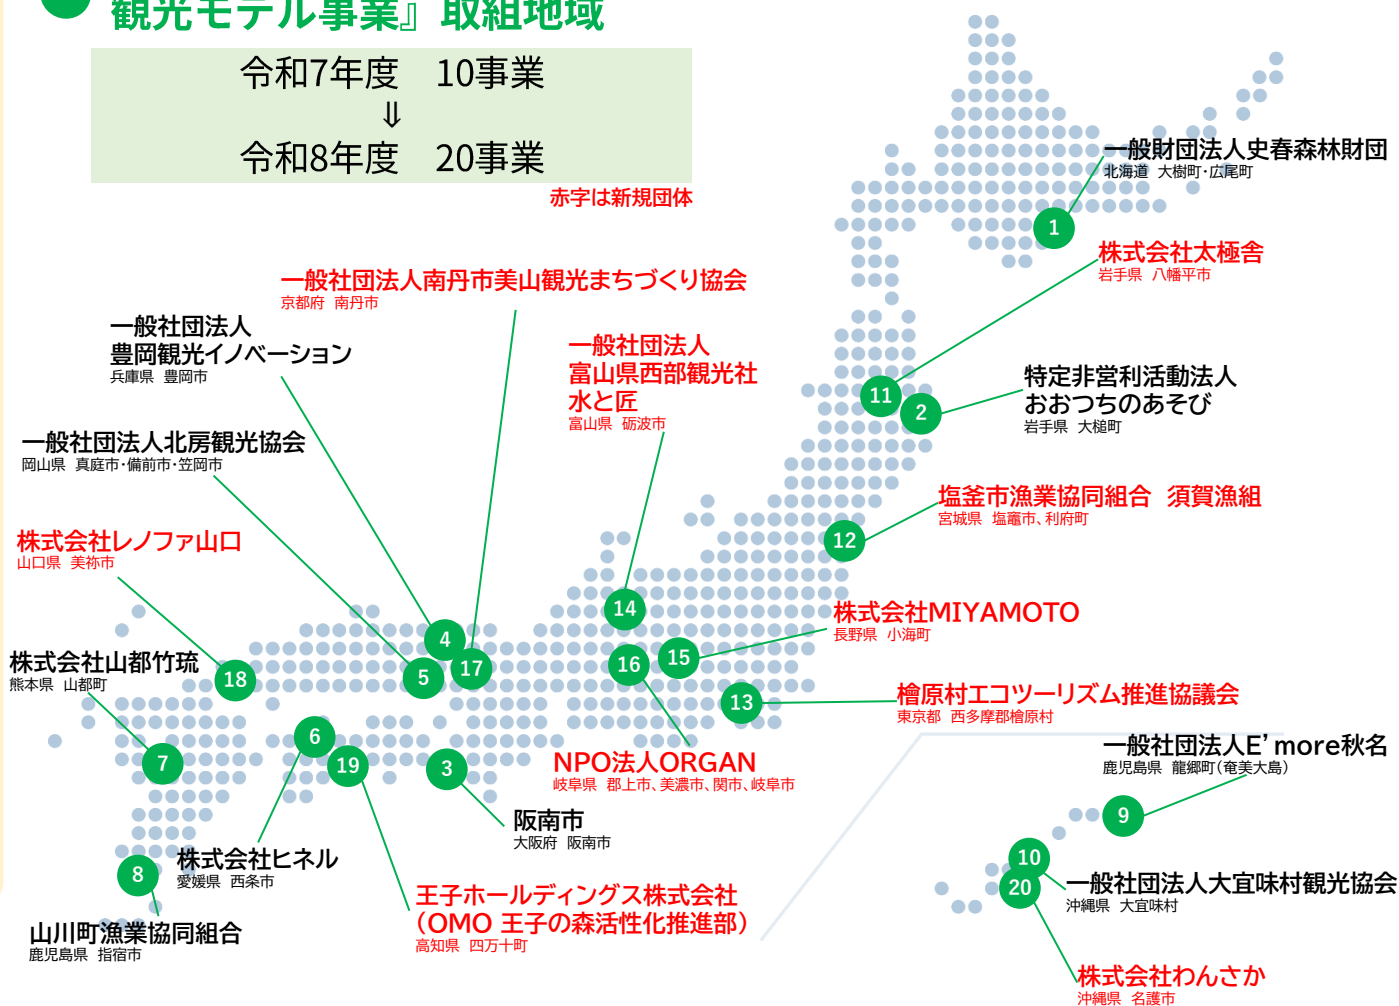 観光モデル事業』取組地域
令和7年度　10事業
⇓
令和8年度　20事業
赤字は新規団体
一般財団法人史春森林財団
北海道 大樹町・広尾町
1
株式会社太極舎
岩手県 八幡平市
11
特定非営利活動法人
おおつちのあそび
岩手県 大槌町
2
塩釜市漁業協同組合　須賀漁組
宮城県 塩竈市、利府町
12
一般社団法人南丹市美山観光まちづくり協会
京都府 南丹市
一般社団法人
豊岡観光イノベーション
兵庫県 豊岡市
一般社団法人
富山県西部観光社
水と匠
富山県 砺波市
一般社団法人北房観光協会
岡山県 真庭市・備前市・笠岡市
株式会社レノファ山口
山口県 美祢市
14
株式会社MIYAMOTO
長野県 小海町
4
17
5
18
16
15
13
株式会社山都竹琉
熊本県 山都町
檜原村エコツーリズム推進協議会
東京都 西多摩郡檜原村
6
7
19
3
NPO法人ORGAN
岐阜県 郡上市、美濃市、関市、岐阜市
一般社団法人E’more秋名
鹿児島県 龍郷町（奄美大島）
9
阪南市
大阪府 阪南市
株式会社ヒネル
愛媛県 西条市
8
10
20
一般社団法人大宜味村観光協会
沖縄県 大宜味村
王子ホールディングス株式会社
（OMO 王子の森活性化推進部）
高知県 四万十町
山川町漁業協同組合
鹿児島県 指宿市
株式会社わんさか
沖縄県 名護市